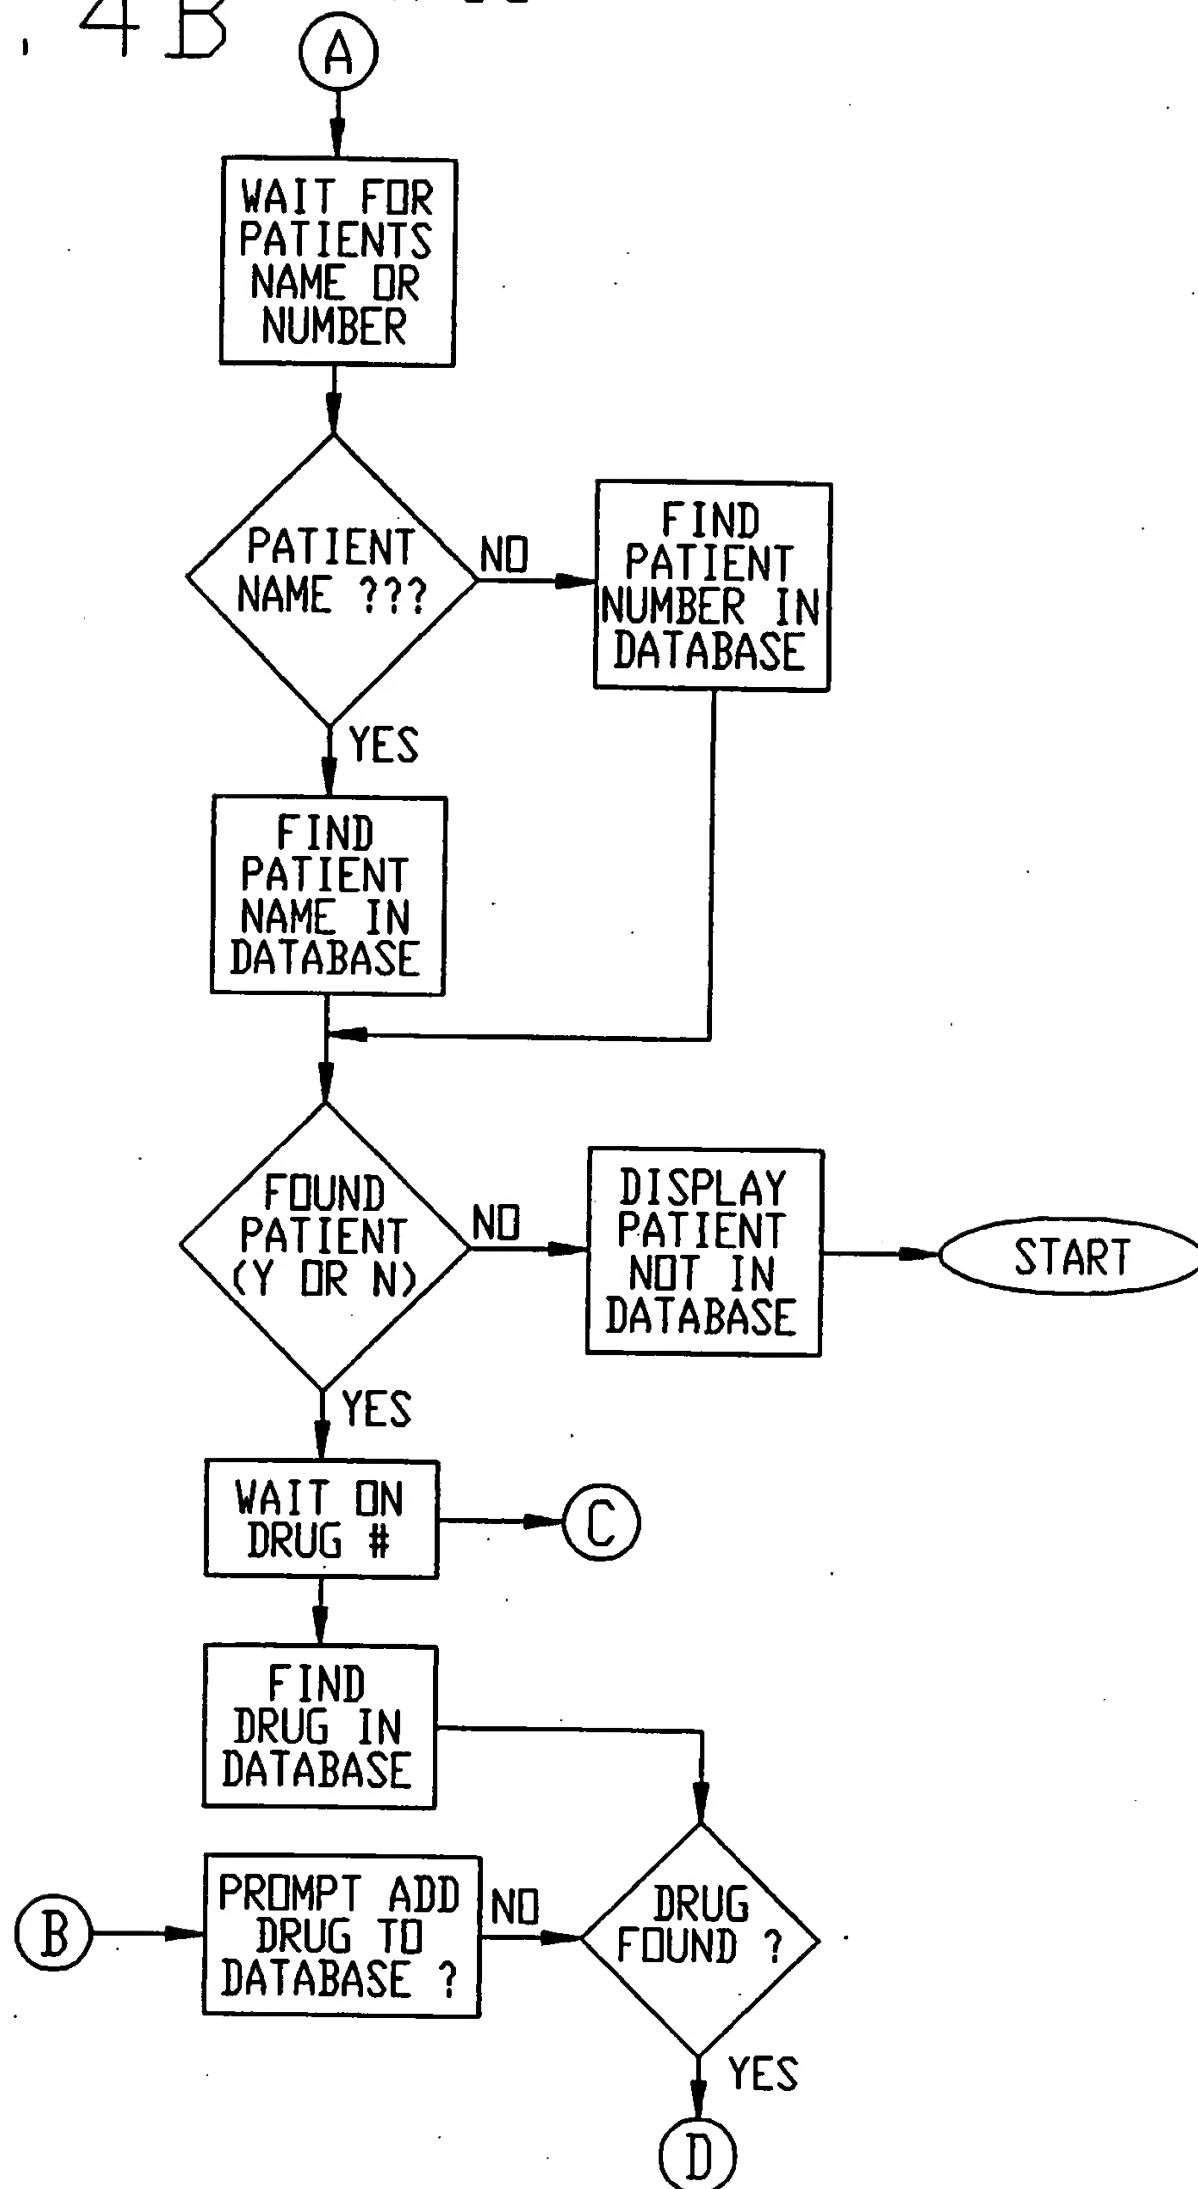 4B
A
WAIT FOR
PATIENTS
NAME OR
NUMBER
PATIENT
NAME ???
NO
FIND
PATIENT
NUMBER IN
DATABASE
YES
FIND
PATIENT
NAME IN
DATABASE
FOUND
PATIENT
(Y OR N)
NO
DISPLAY
PATIENT
NOT IN
DATABASE
START
YES
WAIT ON
DRUG #
C
FIND
DRUG IN
DATABASE
B
PROMPT ADD
DRUG TO
DATABASE ?
NO
DRUG
FOUND ?
YES
D